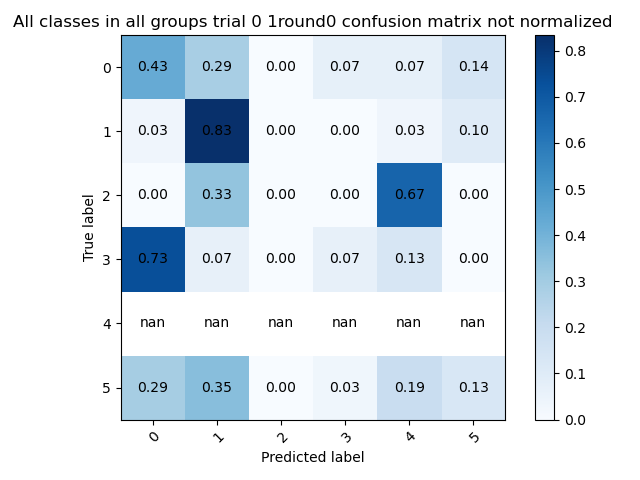 All classes in all groups trial 0 1round0 confusion matrix not normalized
True label
0 0.43 0.29 0.00 0.07 0.07 0.14
1 0.03 0.83 0.00 0.00 0.03 0.10
2 0.00 0.33 0.00 0.00 0.67 0.00
3 0.73 0.07 0.00 0.07 0.13 0.00
4 nan nan nan nan nan nan
5 0.29 0.35 0.00 0.03 0.19 0.13
0 1 2 3 4 5
Predicted label
0.8
0.7
0.6
0.5
0.4
0.3
0.2
0.1
0.0